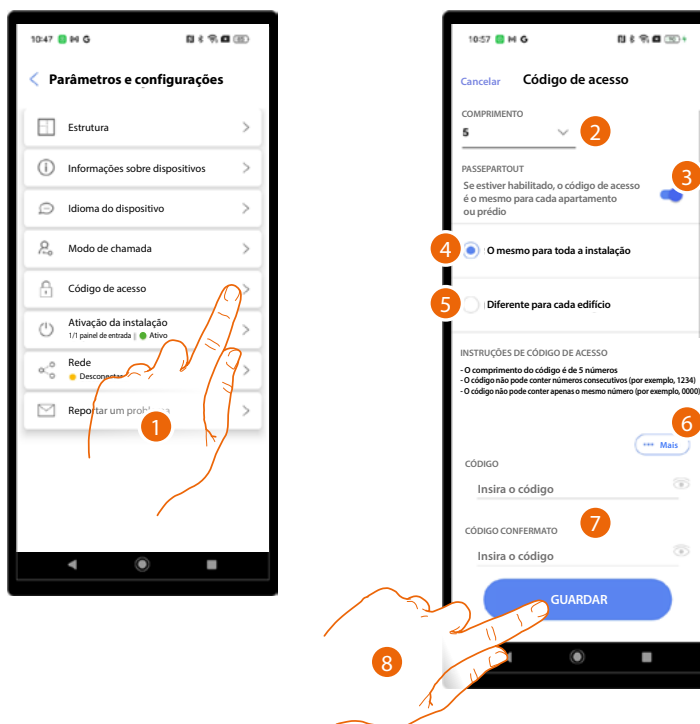 10:47 G
Parâmetros e configurações
Estrutura
Informações sobre dispositivos
Idioma do dispositivo
Modo de chamada
Código de acesso
Ativação da instalação
1/1 painel de entrada | Ativo
Rede
Desconectar
Reportar um problema
1
10:57 G
Cancelar Código de acesso
COMPRIMENTO
5
2
PASSEPARTOUT
Se estiver habilitado, o código de acesso
é o mesmo para cada apartamento
ou prédio
3
4 O mesmo para toda a instalação
5 Diferente para cada edifício
INSTRUÇÕES DE CÓDIGO DE ACESSO
- O comprimento do código é de 5 números
- O código não pode conter números consecutivos (por exemplo, 1234)
- O código não pode conter apenas o mesmo número (por exemplo, 0000)
6
*** Mais
CÓDIGO
Insira o código
7
CÓDIGO CONFERMATO
Insira o código
GUARDAR
8